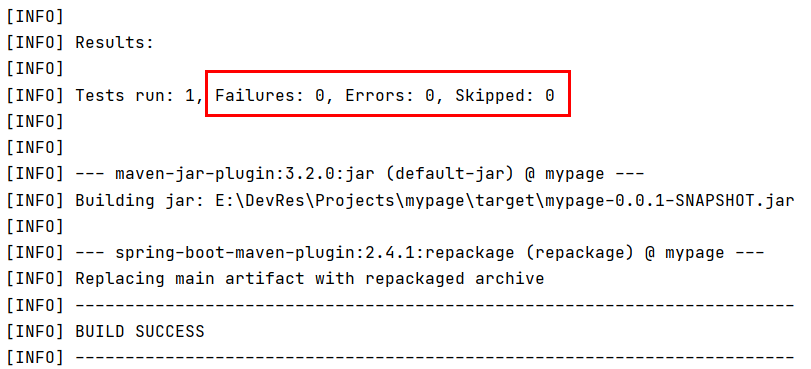 [INFO]
[INFO] Results:
[INFO]
[INFO] Tests run: 1, Failures: 0, Errors: 0, Skipped: 0
[INFO]
[INFO]
[INFO] --- maven-jar-plugin:3.2.0:jar (default-jar) @ mypage ---
[INFO] Building jar: E:\DevRes\Projects\mypage\target\mypage-0.0.1-SNAPSHOT.jar
[INFO]
[INFO] --- spring-boot-maven-plugin:2.4.1:repackage (repackage) @ mypage ---
[INFO] Replacing main artifact with repackaged archive
[INFO] ------------------------------------------------------------------------
[INFO] BUILD SUCCESS
[INFO] ------------------------------------------------------------------------